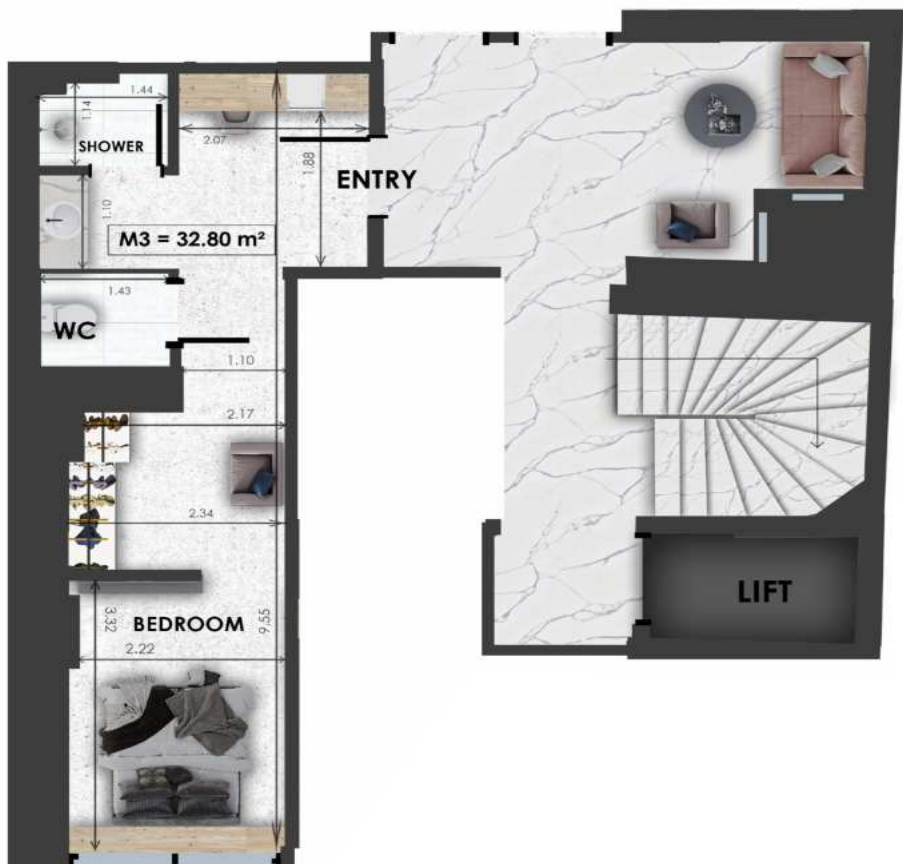 1.44
1.14
SHOWER
2.07
1.88
ENTRY
1.10
M3 = 32.80 m²
1.43
WC
1.10
2.17
2.34
3.32
BEDROOM
9.55
2.22
LIFT